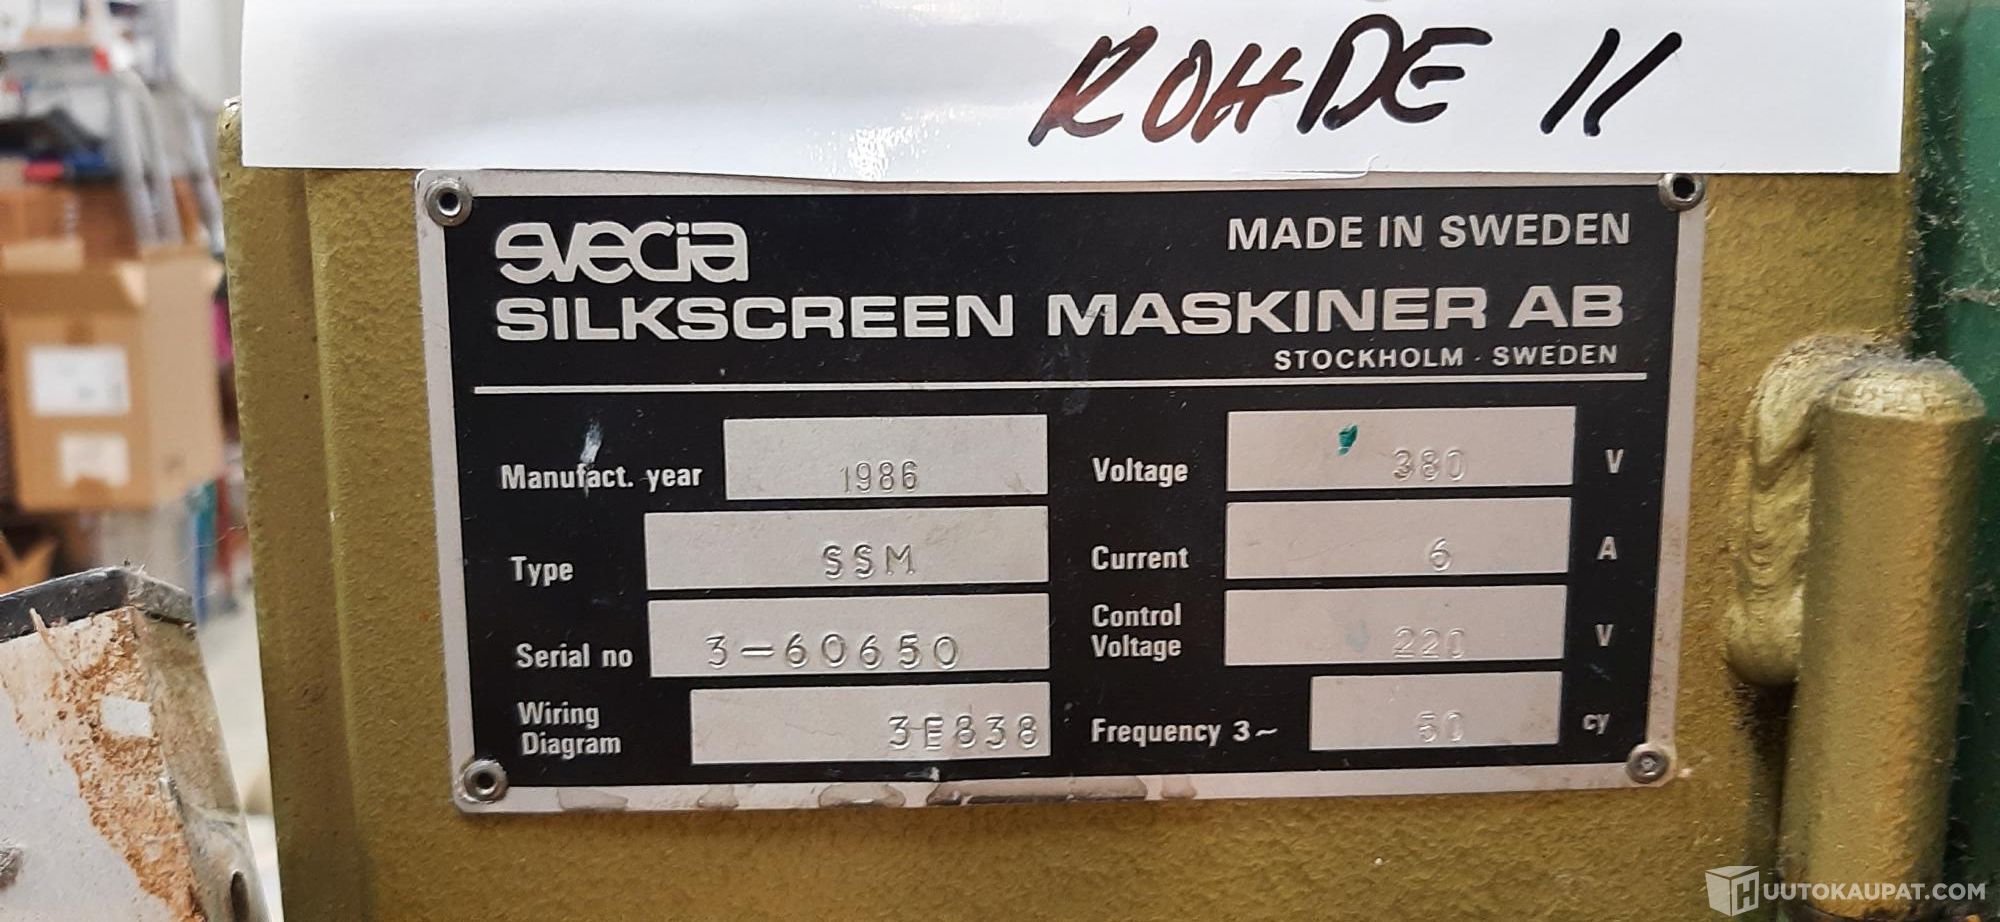 ROHDE 11
svecia
MADE IN SWEDEN
SILKSCREEN MASKINER AB
STOCKHOLM · SWEDEN
Manufact. year 1986
Voltage 380 V
Type SSM
Current 6 A
Serial no 3-60650
Control Voltage 220 V
Wiring Diagram 3E838
Frequency 3~ 50 cy
HUUTOKAUPAT.COM